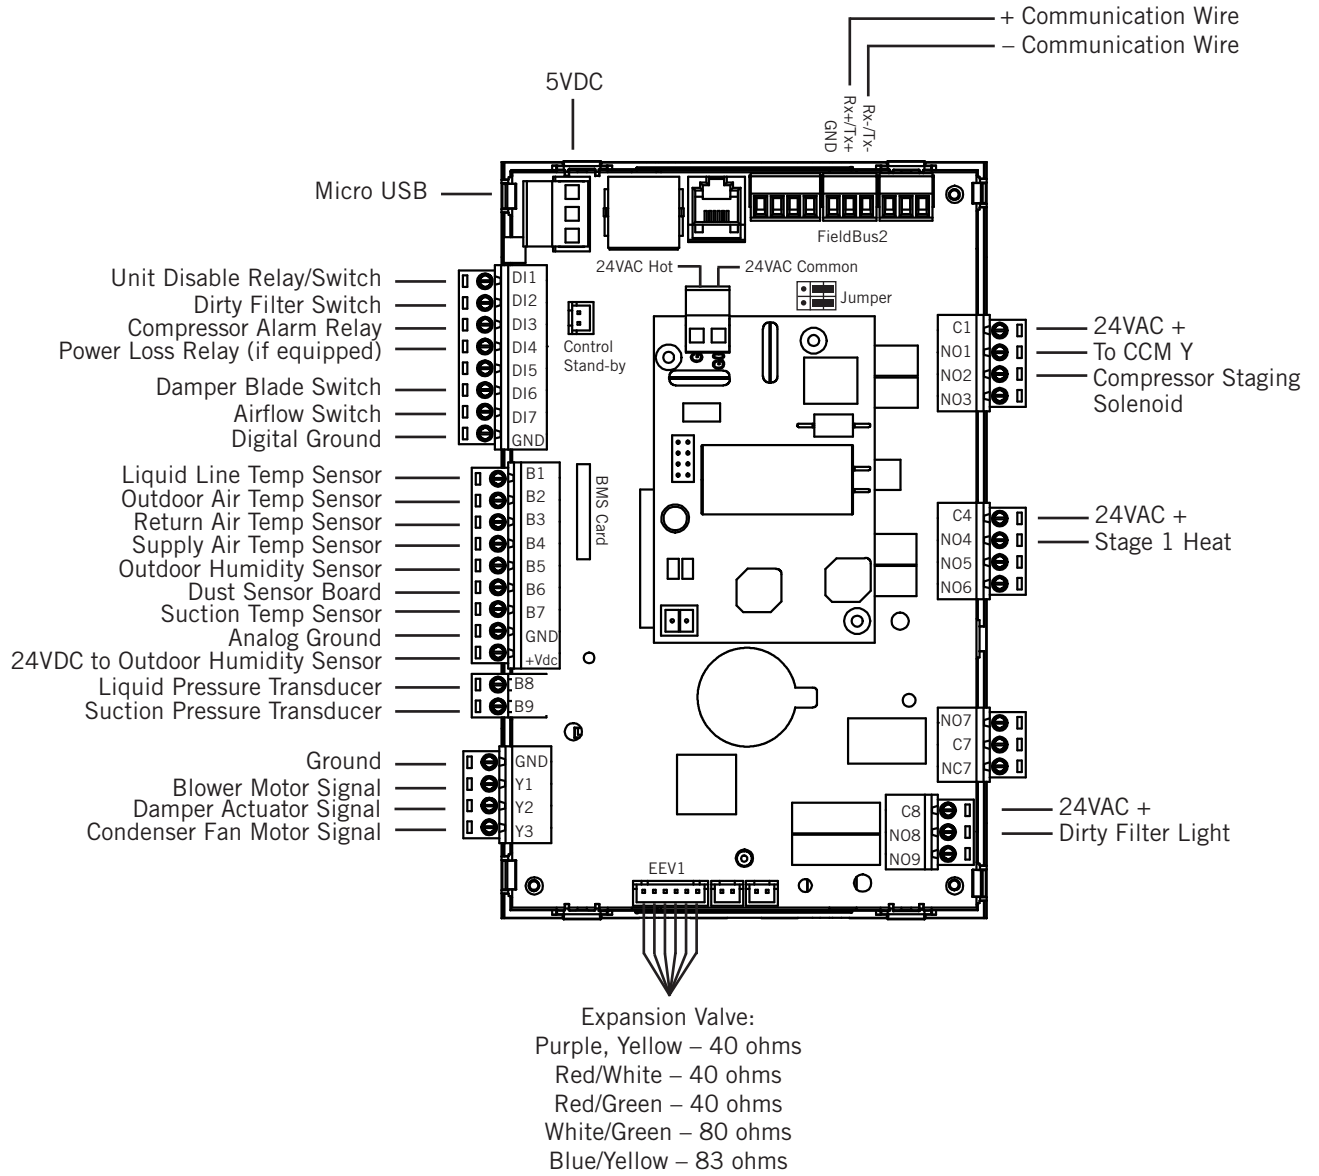 + Communication Wire
– Communication Wire
5VDC
Rx-/Tx-
Rx+/Tx+
GND
Micro USB
FieldBus2
24VAC Hot
24VAC Common
Jumper
Control
Stand-by
Unit Disable Relay/Switch
Dirty Filter Switch
Compressor Alarm Relay
Power Loss Relay (if equipped)
Damper Blade Switch
Airflow Switch
Digital Ground
DI1
DI2
DI3
DI4
DI5
DI6
DI7
GND
C1
NO1
NO2
NO3
24VAC +
To CCM Y
Compressor Staging
Solenoid
Liquid Line Temp Sensor
Outdoor Air Temp Sensor
Return Air Temp Sensor
Supply Air Temp Sensor
Outdoor Humidity Sensor
Dust Sensor Board
Suction Temp Sensor
Analog Ground
24VDC to Outdoor Humidity Sensor
Liquid Pressure Transducer
Suction Pressure Transducer
B1
B2
B3
B4
B5
B6
B7
GND
+Vdc
B8
B9
BMS Card
C4
NO4
NO5
NO6
24VAC +
Stage 1 Heat
Ground
Blower Motor Signal
Damper Actuator Signal
Condenser Fan Motor Signal
GND
Y1
Y2
Y3
NO7
C7
NC7
C8
NO8
NO9
24VAC +
Dirty Filter Light
EEV1
Expansion Valve:
Purple, Yellow – 40 ohms
Red/White – 40 ohms
Red/Green – 40 ohms
White/Green – 80 ohms
Blue/Yellow – 83 ohms